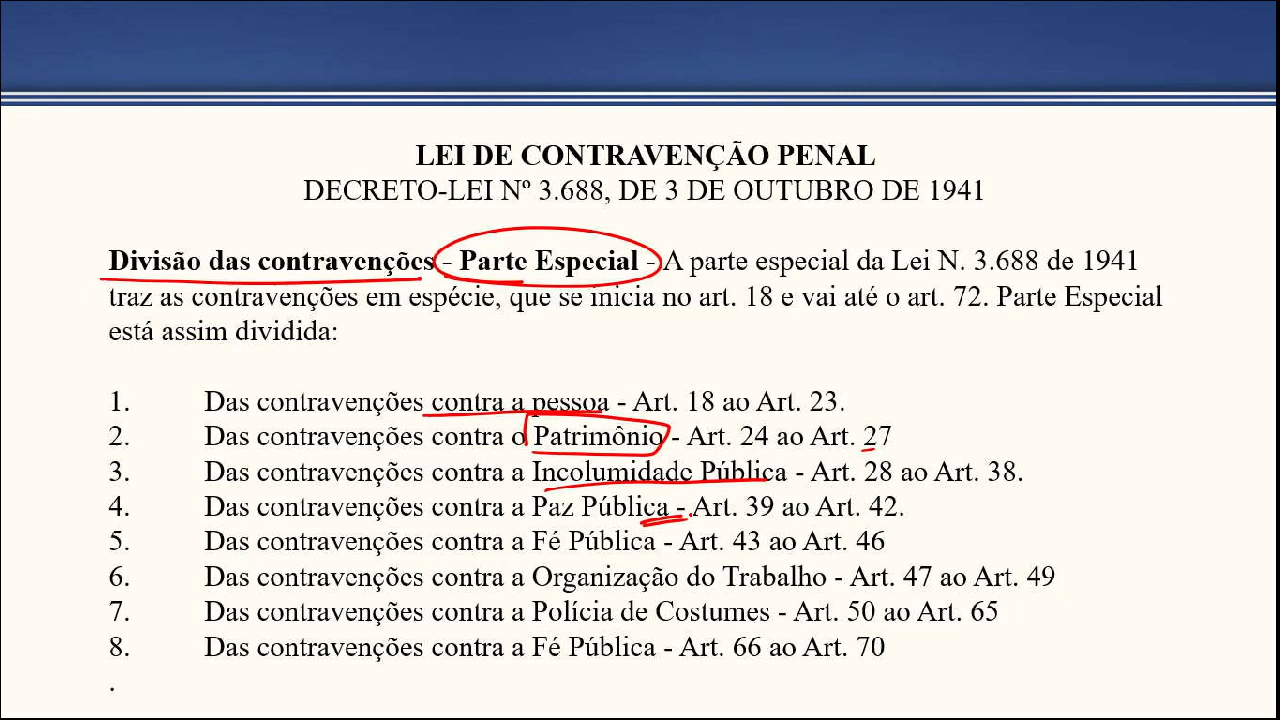 LEI DE CONTRAVENÇÃO PENAL
DECRETO-LEI Nº 3.688, DE 3 DE OUTUBRO DE 1941
Divisão das contravenções - Parte Especial - A parte especial da Lei N. 3.688 de 1941
traz as contravenções em espécie, que se inicia no art. 18 e vai até o art. 72. Parte Especial
está assim dividida:
1. Das contravenções contra a pessoa - Art. 18 ao Art. 23.
2. Das contravenções contra o Patrimônio - Art. 24 ao Art. 27
3. Das contravenções contra a Incolumidade Pública - Art. 28 ao Art. 38.
4. Das contravenções contra a Paz Pública - Art. 39 ao Art. 42.
5. Das contravenções contra a Fé Pública - Art. 43 ao Art. 46
6. Das contravenções contra a Organização do Trabalho - Art. 47 ao Art. 49
7. Das contravenções contra a Polícia de Costumes - Art. 50 ao Art. 65
8. Das contravenções contra a Fé Pública - Art. 66 ao Art. 70
.